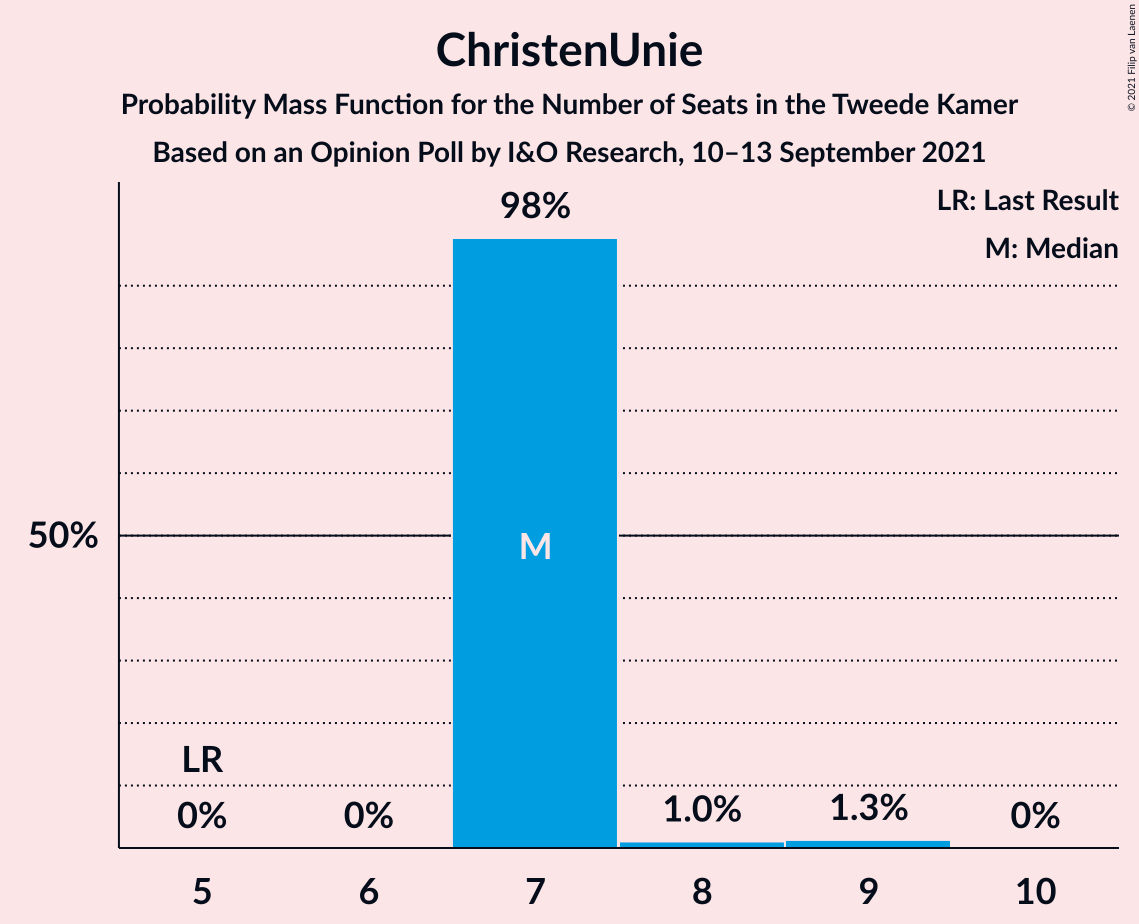 ChristenUnie
Probability Mass Function for the Number of Seats in the Tweede Kamer
Based on an Opinion Poll by I&O Research, 10–13 September 2021
© 2021 Filip van Laenen
LR: Last Result
M: Median
98%
50%
M
LR
0%
0%
1.0%
1.3%
0%
5
6
7
8
9
10